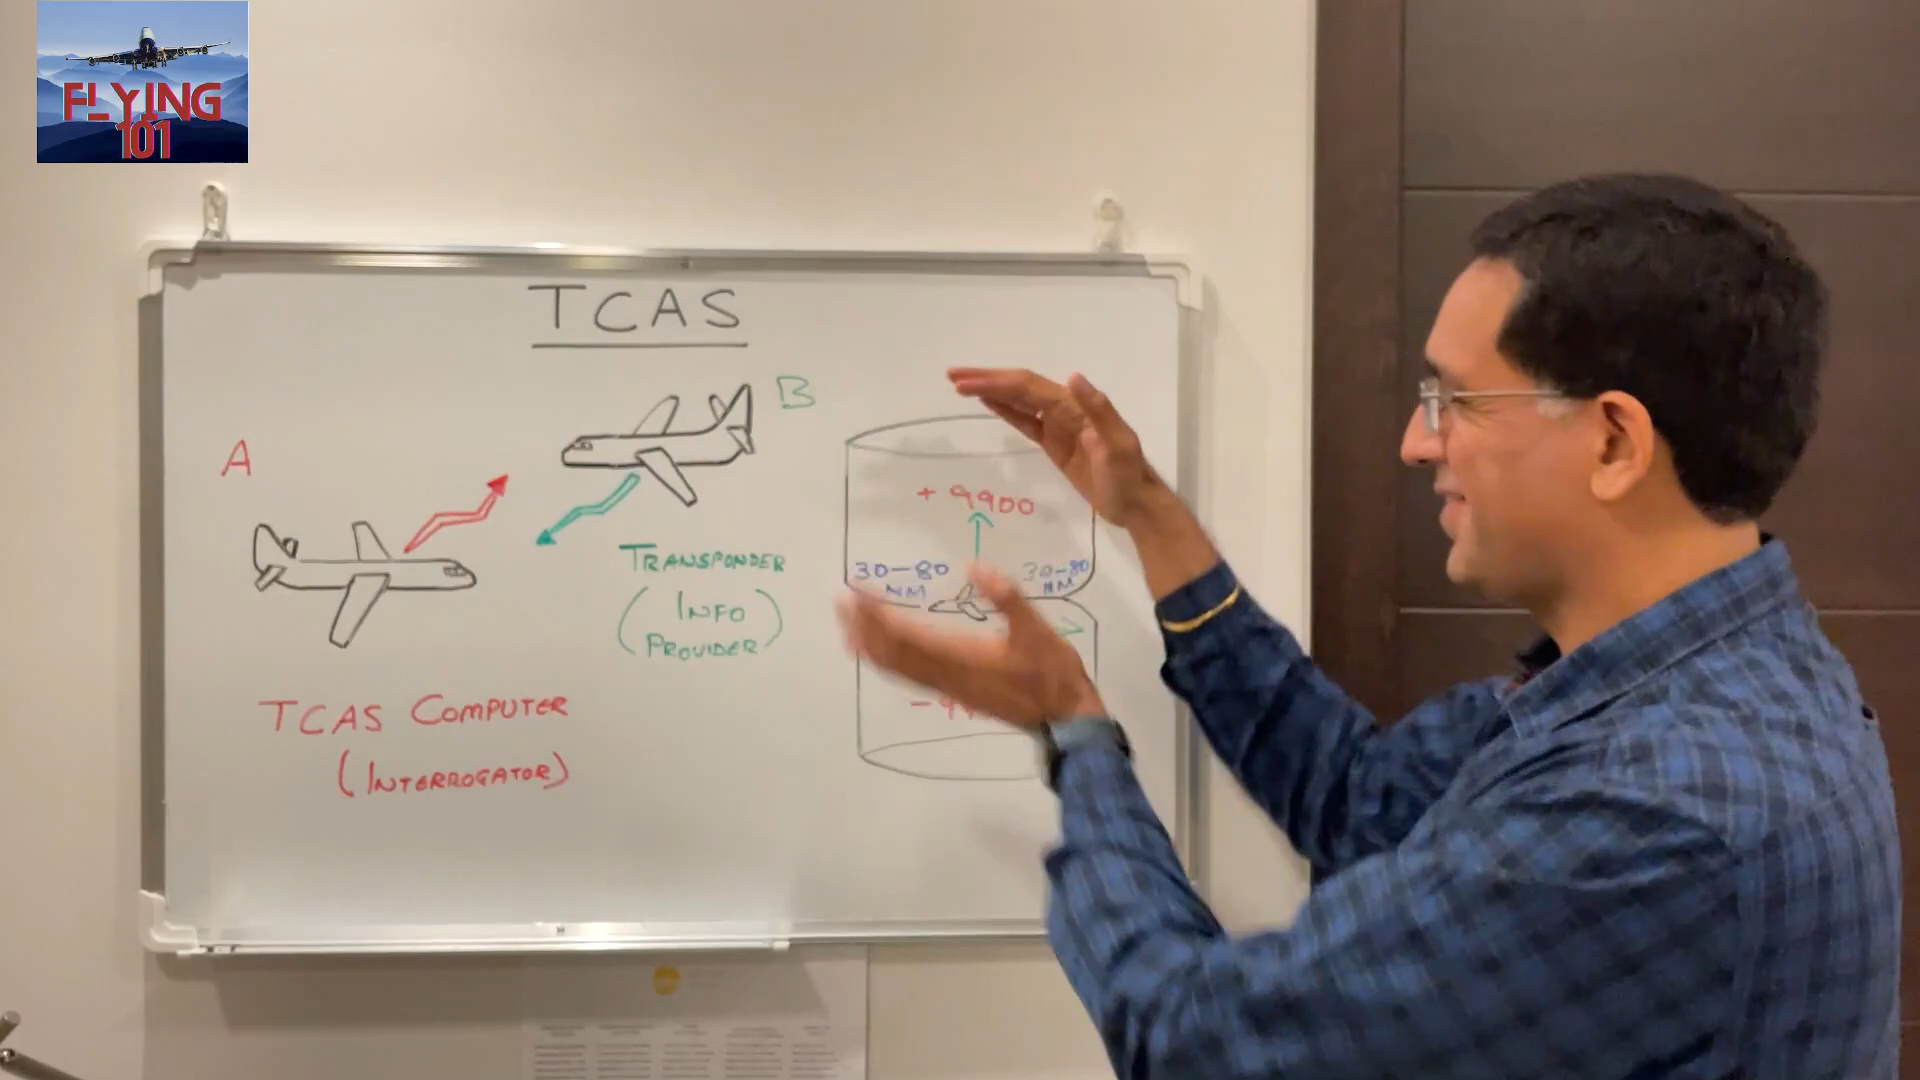 FLYING
101
TCAS
A
B
TRANSPONDER
(INFO
PROVIDER)
TCAS COMPUTER
(INTERROGATOR)
+ 9900
30-80
NM
30-80
NM